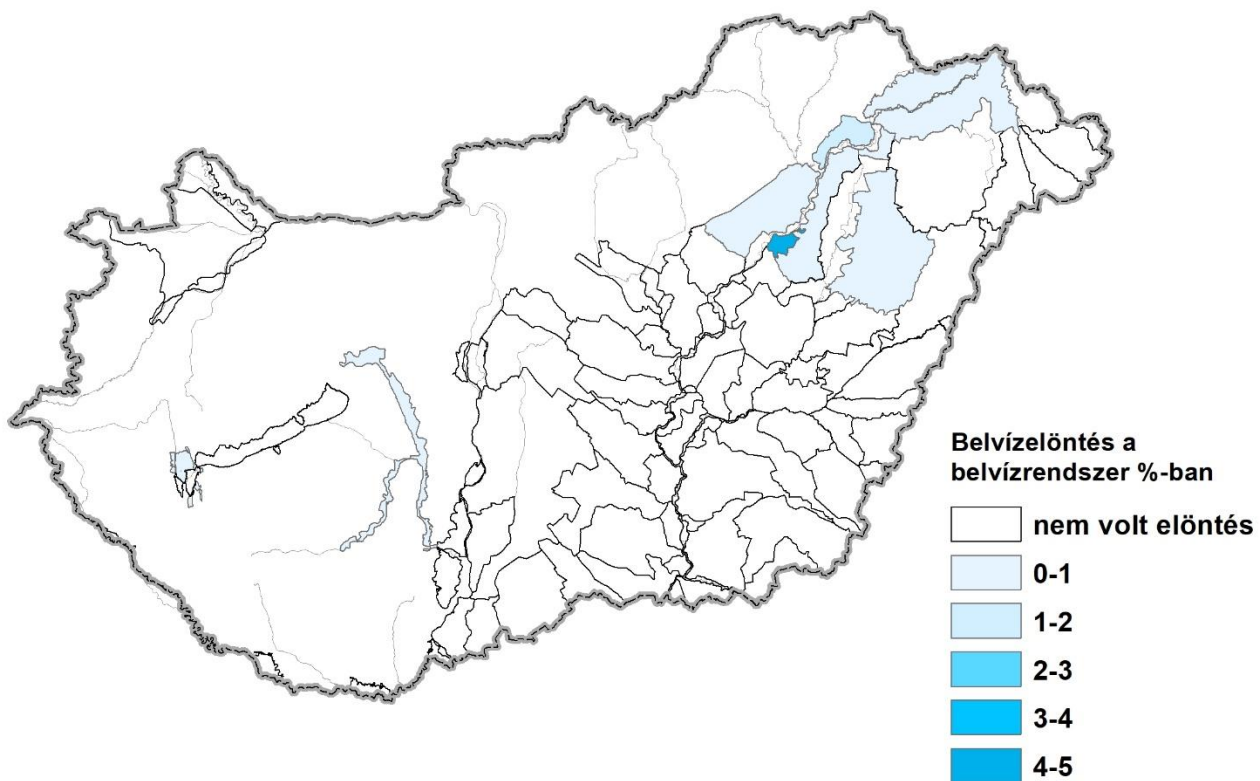 Belvízelöntés a
belvízrendszer %-ban
nem volt elöntés
0-1
1-2
2-3
3-4
4-5